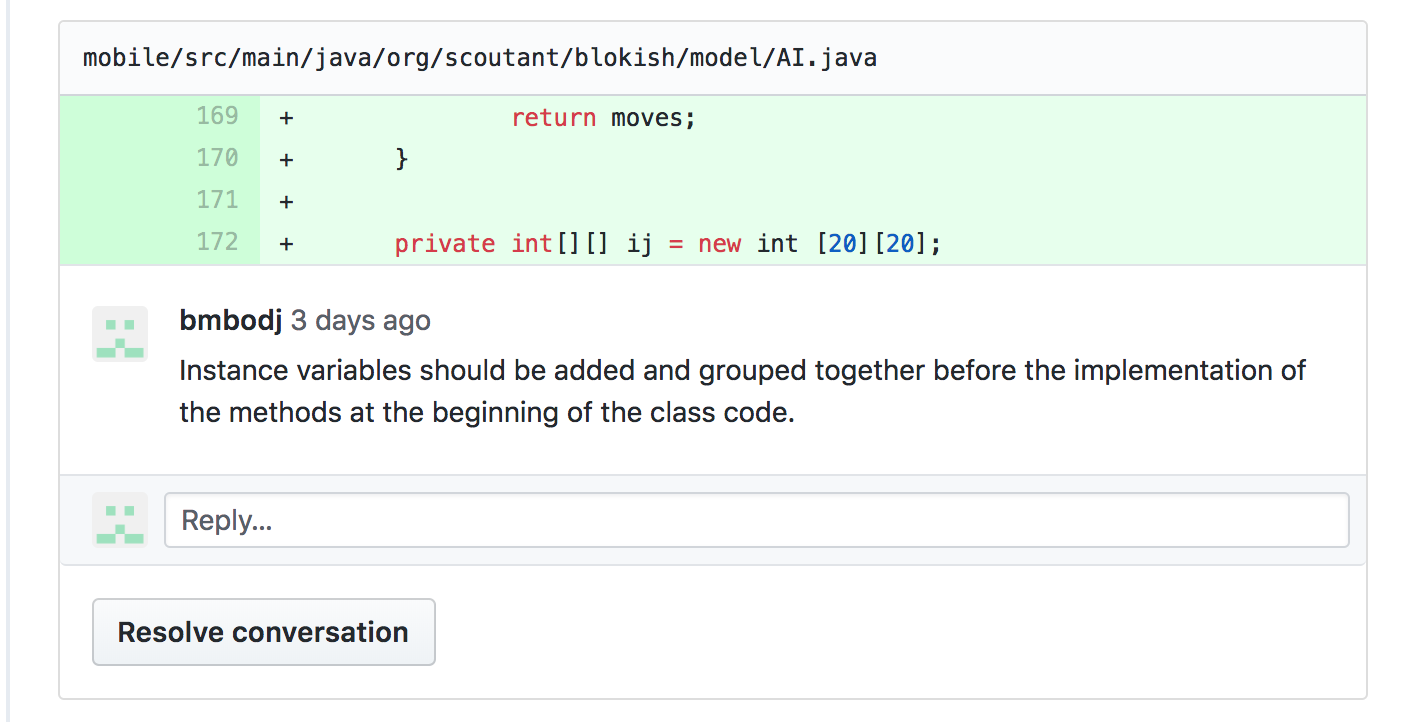 mobile/src/main/java/org/scoutant/blokish/model/AI.java
169 + return moves;
170 + }
171 +
172 + private int[][] ij = new int [20][20];
bmbodj 3 days ago
Instance variables should be added and grouped together before the implementation of
the methods at the beginning of the class code.
Reply...
Resolve conversation